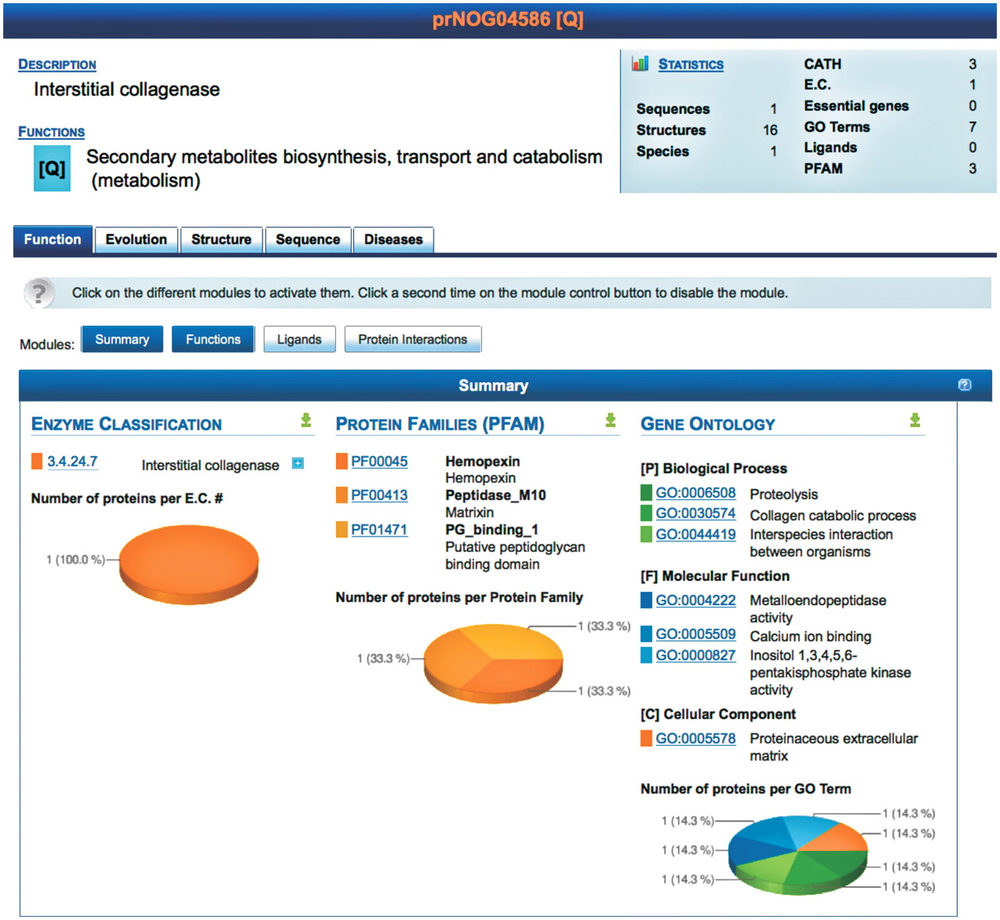 prNOG04586 [Q]
DESCRIPTION
Interstitial collagenase
FUNCTIONS
[Q]
Secondary metabolites biosynthesis, transport and catabolism
(metabolism)
STATISTICS
Sequences 1
Structures 16
Species 1
CATH 3
E.C. 1
Essential genes 0
GO Terms 7
Ligands 0
PFAM 3
Function Evolution Structure Sequence Diseases
? Click on the different modules to activate them. Click a second time on the module control button to disable the module.
Modules: Summary Functions Ligands Protein Interactions
Summary ?
ENZYME CLASSIFICATION
3.4.24.7 Interstitial collagenase +
Number of proteins per E.C. #
1 (100.0 %)
PROTEIN FAMILIES (PFAM)
PF00045 Hemopexin
Hemopexin
PF00413 Peptidase_M10
Matrixin
PF01471 PG_binding_1
Putative peptidoglycan
binding domain
Number of proteins per Protein Family
1 (33.3 %)
1 (33.3 %)
1 (33.3 %)
GENE ONTOLOGY
[P] Biological Process
GO:0006508 Proteolysis
GO:0030574 Collagen catabolic process
GO:0044419 Interspecies interaction
between organisms
[F] Molecular Function
GO:0004222 Metalloendopeptidase
activity
GO:0005509 Calcium ion binding
GO:0000827 Inositol 1,3,4,5,6-
pentakisphosphate kinase
activity
[C] Cellular Component
GO:0005578 Proteinaceous extracellular
matrix
Number of proteins per GO Term
1 (14.3 %)
1 (14.3 %)
1 (14.3 %)
1 (14.3 %)
1 (14.3 %)
1 (14.3 %)
1 (14.3 %)